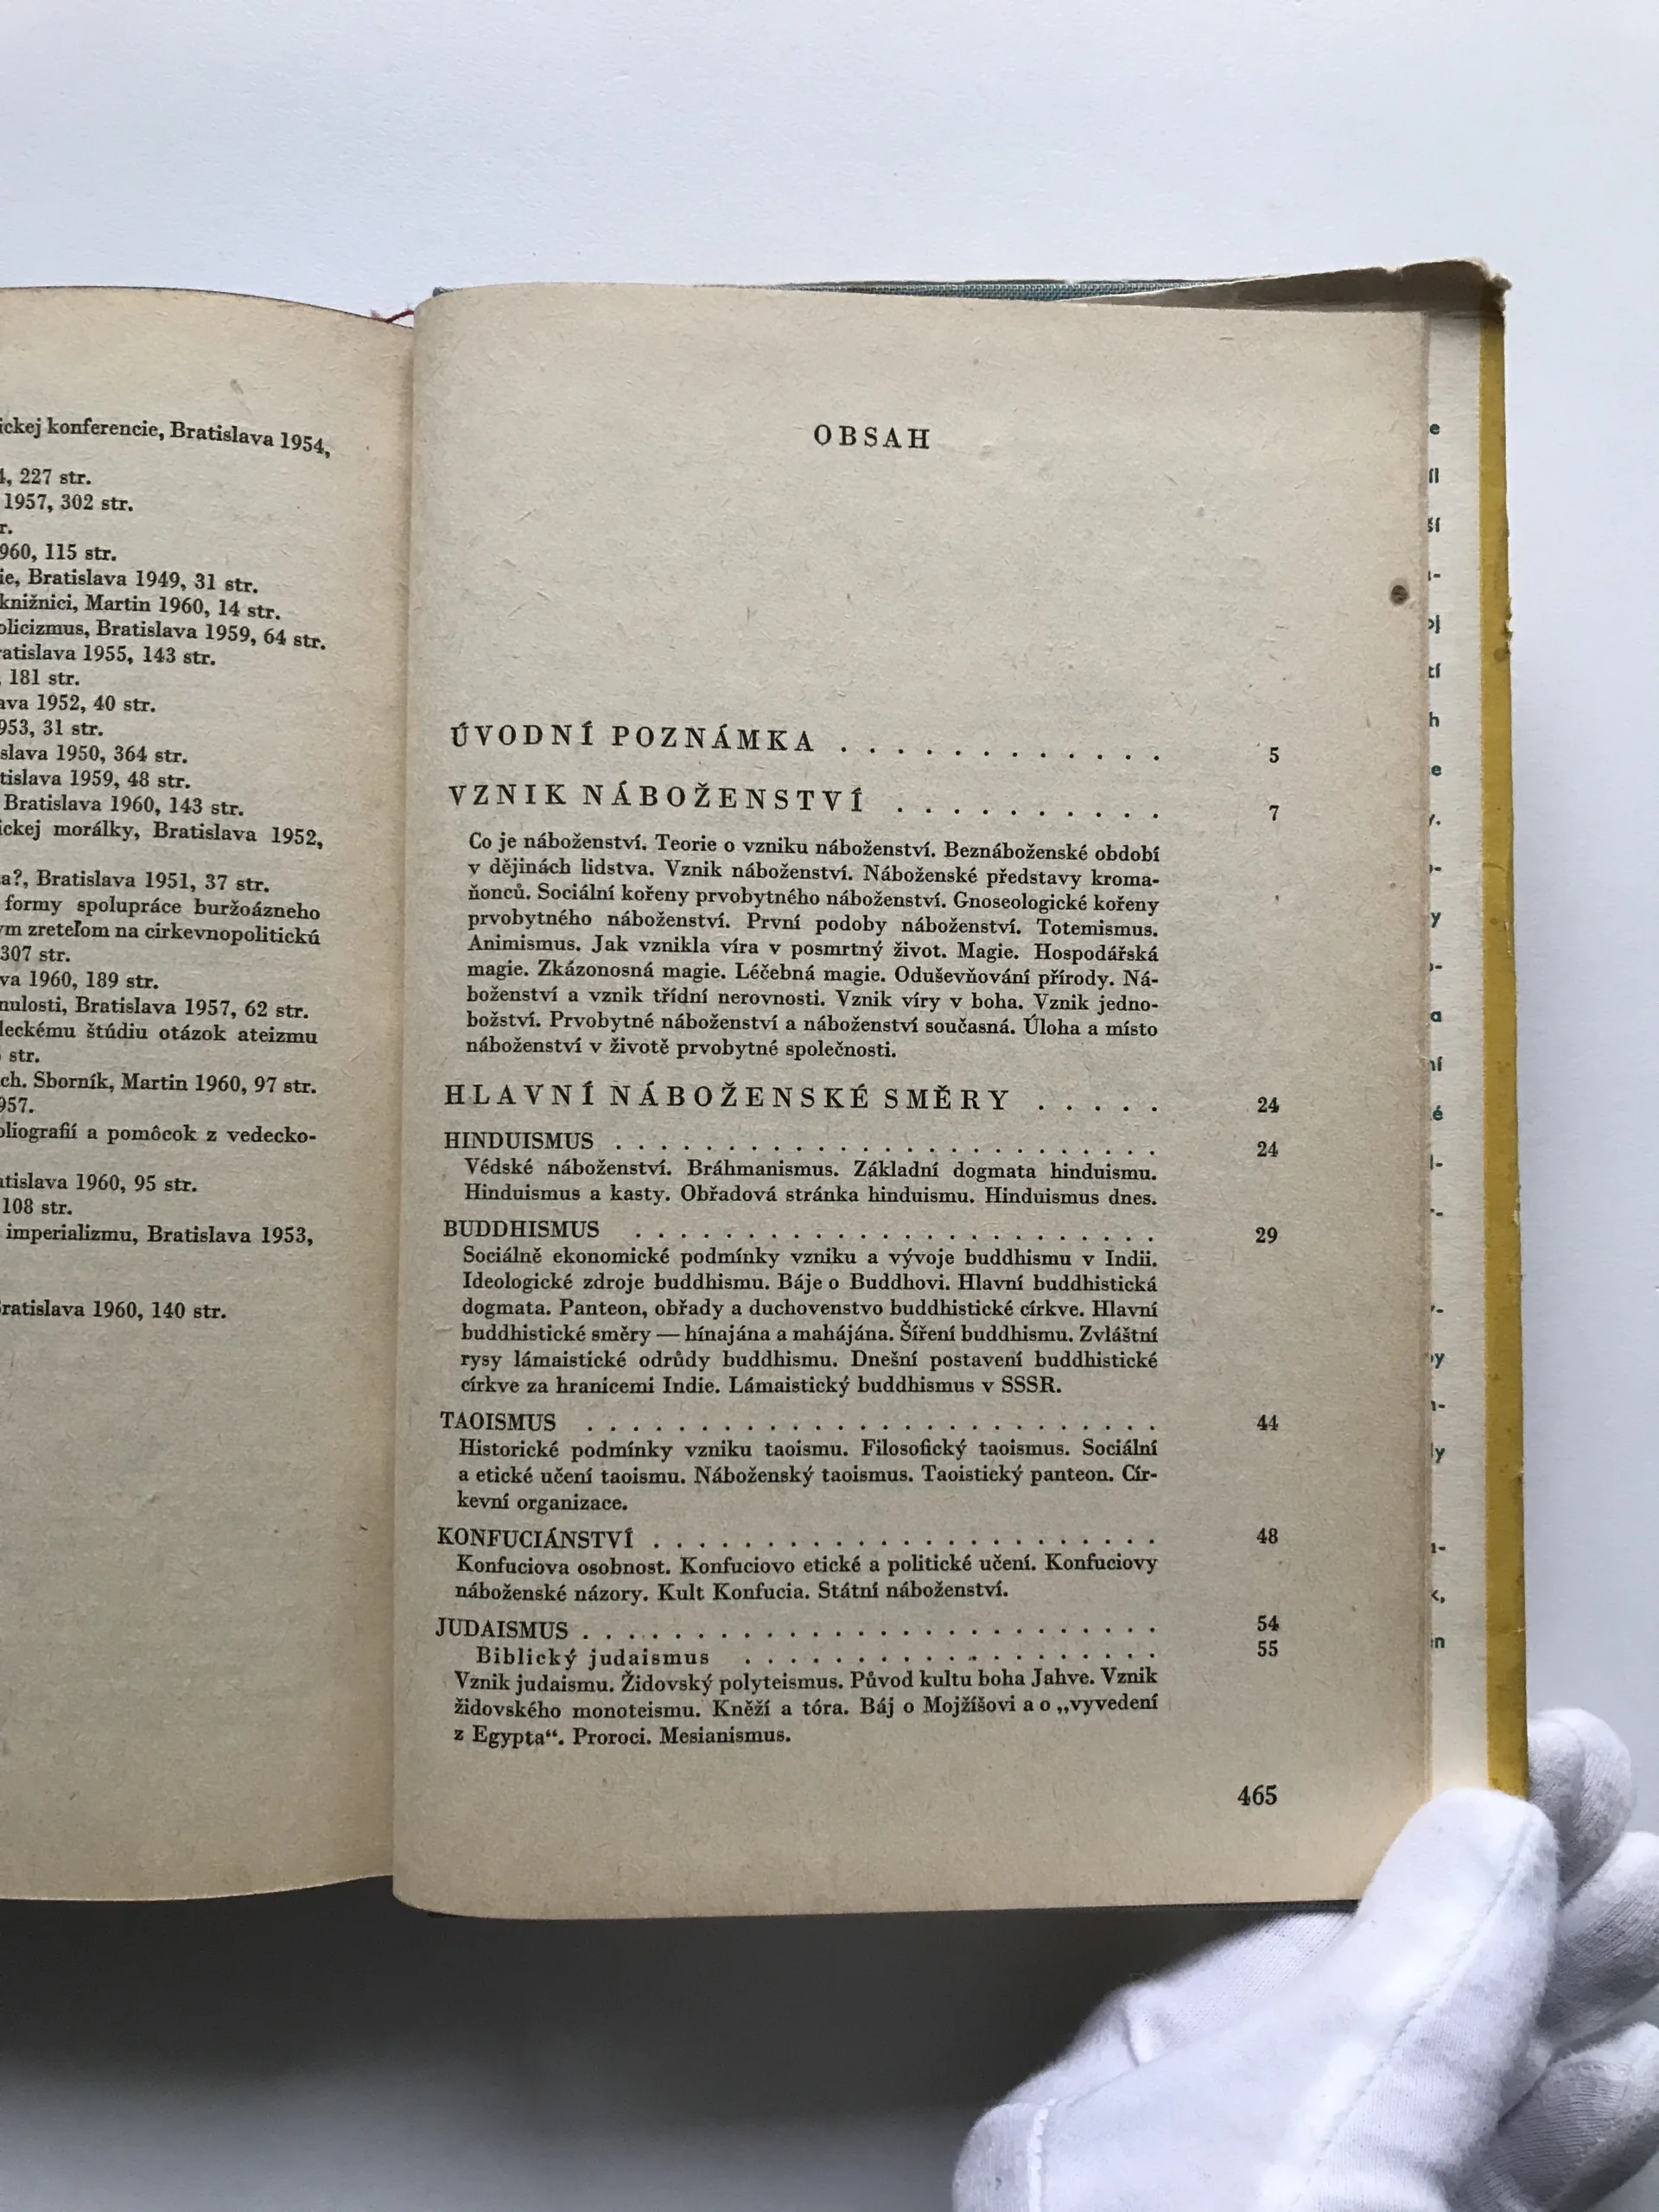 ickej konferencie, Bratislava 1954,
4, 227 str.
1957, 302 str.
r.
960, 115 str.
ie, Bratislava 1949, 31 str.
knižnici, Martin 1960, 14 str.
olicizmus, Bratislava 1959, 64 str.
ratislava 1955, 143 str.
, 181 str.
ava 1952, 40 str.
953, 31 str.
slava 1950, 364 str.
tislava 1959, 48 str.
Bratislava 1960, 143 str.
ickej morálky, Bratislava 1952,
a?, Bratislava 1951, 37 str.
formy spolupráce buržoázneho
ým zreteľom na cirkevnopolitickú
307 str.
va 1960, 189 str.
nulosti, Bratislava 1957, 62 str.
leckému štúdiu otázok ateizmu
str.
ch. Sborník, Martin 1960, 97 str.
957.
bliografií a pomôcok z vedecko-
atislava 1960, 95 str.
108 str.
imperializmu, Bratislava 1953,
Bratislava 1960, 140 str.
OBSAH
ÚVODNÍ POZNÁMKA . . . . . . . . . . . . 5
VZNIK NÁBOŽENSTVÍ . . . . . . . . . . 7
Co je náboženství. Teorie o vzniku náboženství. Beznáboženské období
v dějinách lidstva. Vznik náboženství. Náboženské představy kroma-
ňonců. Sociální kořeny prvobytného náboženství. Gnoseologické kořeny
prvobytného náboženství. První podoby náboženství. Totemismus.
Animismus. Jak vznikla víra v posmrtný život. Magie. Hospodářská
magie. Zkázonosná magie. Léčebná magie. Oduševňování přírody. Ná-
boženství a vznik třídní nerovnosti. Vznik víry v boha. Vznik jedno-
božství. Prvobytné náboženství a náboženství současná. Úloha a místo
náboženství v životě prvobytné společnosti.
HLAVNÍ NÁBOŽENSKÉ SMĚRY . . . . . 24
HINDUISMUS . . . . . . . . . . . . . . . . . . . . . . . . 24
Védské náboženství. Bráhmanismus. Základní dogmata hinduismu.
Hinduismus a kasty. Obřadová stránka hinduismu. Hinduismus dnes.
BUDDHISMUS . . . . . . . . . . . . . . . . . . . . . . . 29
Sociálně ekonomické podmínky vzniku a vývoje buddhismu v Indii.
Ideologické zdroje buddhismu. Báje o Buddhovi. Hlavní buddhistická
dogmata. Panteon, obřady a duchovenstvo buddhistické církve. Hlavní
buddhistické směry — hínajána a mahájána. Šíření buddhismu. Zvláštní
rysy lámaistické odrůdy buddhismu. Dnešní postavení buddhistické
církve za hranicemi Indie. Lámaistický buddhismus v SSSR.
TAOISMUS . . . . . . . . . . . . . . . . . . . . . . . . . 44
Historické podmínky vzniku taoismu. Filosofický taoismus. Sociální
a etické učení taoismu. Náboženský taoismus. Taoistický panteon. Cír-
kevní organizace.
KONFUCIÁNSTVÍ . . . . . . . . . . . . . . . . . . . . . . 48
Konfuciova osobnost. Konfuciovo etické a politické učení. Konfuciovy
náboženské názory. Kult Konfucia. Státní náboženství.
JUDAISMUS . . . . . . . . . . . . . . . . . . . . . . . . . 54
Biblický judaismus . . . . . . . . . . . . . . . . . . 55
Vznik judaismu. Židovský polyteismus. Původ kultu boha Jahve. Vznik
židovského monoteismu. Kněží a tóra. Báj o Mojžíšovi a o „vyvedení
z Egypta“. Proroci. Mesianismus.
465